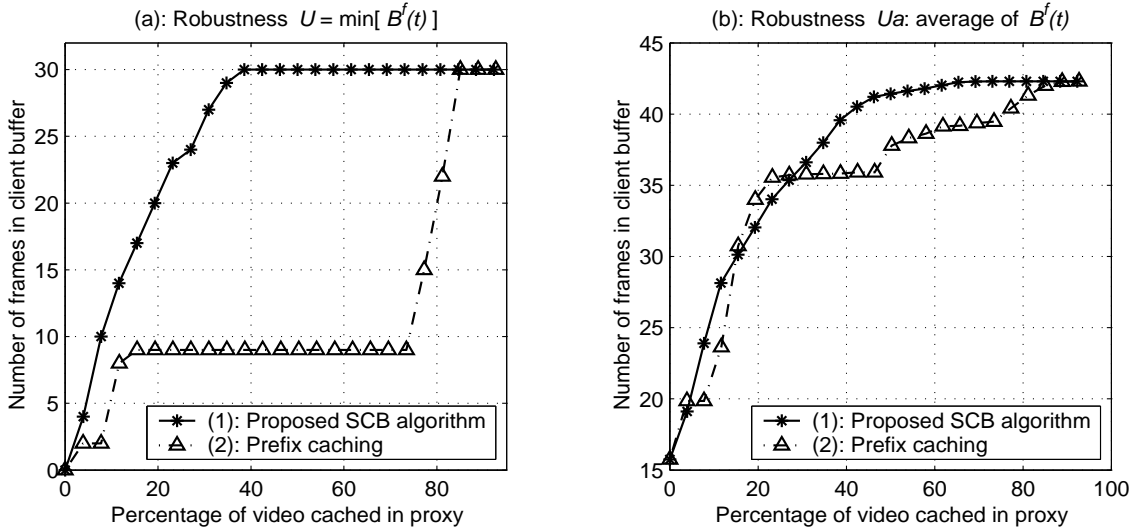 (a): Robustness U = min[ B^f(t) ]
Number of frames in client buffer
30
25
20
15
10
5
0
(1): Proposed SCB algorithm
(2): Prefix caching
0 20 40 60 80
Percentage of video cached in proxy
(b): Robustness Ua: average of B^f(t)
Number of frames in client buffer
45
40
35
30
25
20
15
(1): Proposed SCB algorithm
(2): Prefix caching
0 20 40 60 80 100
Percentage of video cached in proxy